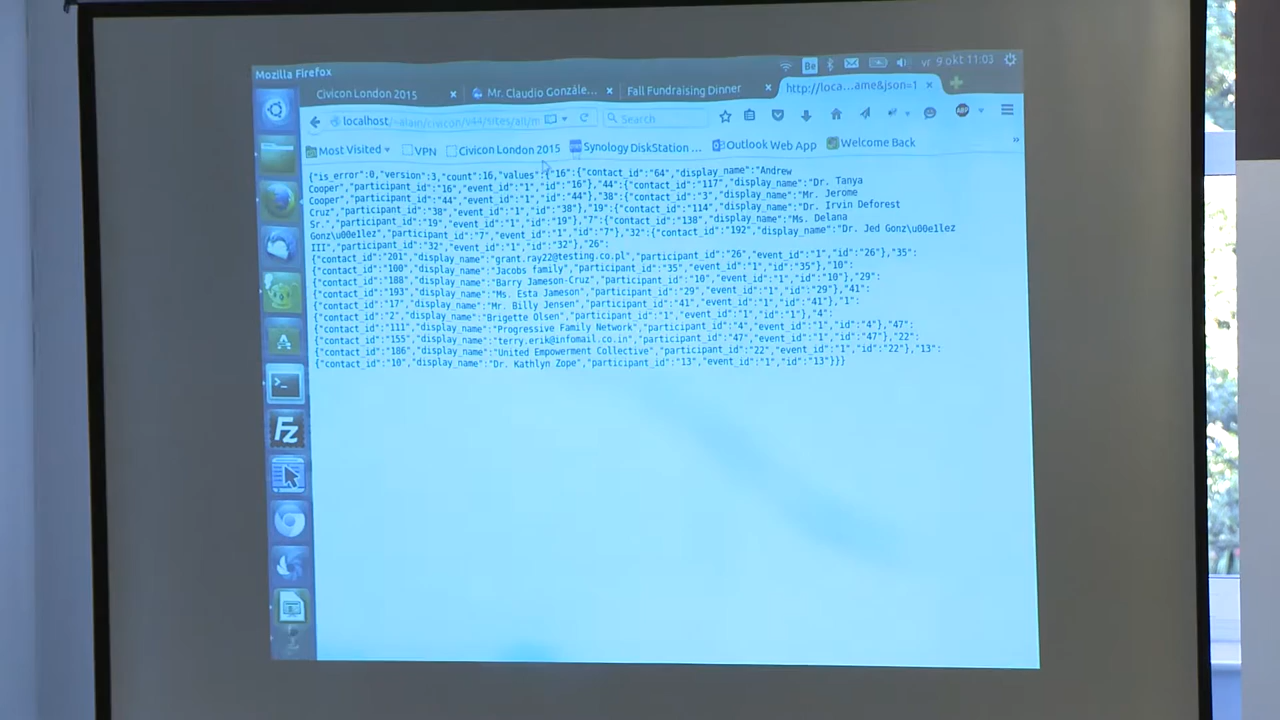 Mozilla Firefox
Be
vr 9 okt 11:03
Civicon London 2015
Mr. Claudio Gonzále...
Fall Fundraising Dinner
http://loca...ame&json=1
localhost/~alain/civicon/v44/sites/all/m
Search
ABP
Most Visited
VPN
Civicon London 2015
Synology DiskStation ...
Outlook Web App
Welcome Back
{"is_error":0,"version":3,"count":16,"values":{"16":{"contact_id":"64","display_name":"Andrew
Cooper","participant_id":"16","event_id":"1","id":"16"},"44":{"contact_id":"117","display_name":"Dr. Tanya
Cooper","participant_id":"44","event_id":"1","id":"44"},"38":{"contact_id":"3","display_name":"Mr. Jerome
Cruz","participant_id":"38","event_id":"1","id":"38"},"19":{"contact_id":"114","display_name":"Dr. Irvin Deforest
Sr.","participant_id":"19","event_id":"1","id":"19"},"7":{"contact_id":"138","display_name":"Ms. Delana
Gonz\u00e1lez","participant_id":"7","event_id":"1","id":"7"},"32":{"contact_id":"192","display_name":"Dr. Jed Gonz\u00e1lez
III","participant_id":"32","event_id":"1","id":"32"},"26":
{"contact_id":"201","display_name":"grant.ray22@testing.co.pl","participant_id":"26","event_id":"1","id":"26"},"35":
{"contact_id":"100","display_name":"Jacobs family","participant_id":"35","event_id":"1","id":"35"},"10":
{"contact_id":"188","display_name":"Barry Jameson-Cruz","participant_id":"10","event_id":"1","id":"10"},"29":
{"contact_id":"193","display_name":"Ms. Esta Jameson","participant_id":"29","event_id":"1","id":"29"},"41":
{"contact_id":"17","display_name":"Mr. Billy Jensen","participant_id":"41","event_id":"1","id":"41"},"1":
{"contact_id":"2","display_name":"Brigette Olsen","participant_id":"1","event_id":"1","id":"1"},"4":
{"contact_id":"111","display_name":"Progressive Family Network","participant_id":"4","event_id":"1","id":"4"},"47":
{"contact_id":"155","display_name":"terry.erik@infomail.co.in","participant_id":"47","event_id":"1","id":"47"},"22":
{"contact_id":"186","display_name":"United Empowerment Collective","participant_id":"22","event_id":"1","id":"22"},"13":
{"contact_id":"10","display_name":"Dr. Kathlyn Zope","participant_id":"13","event_id":"1","id":"13"}}}
Fz